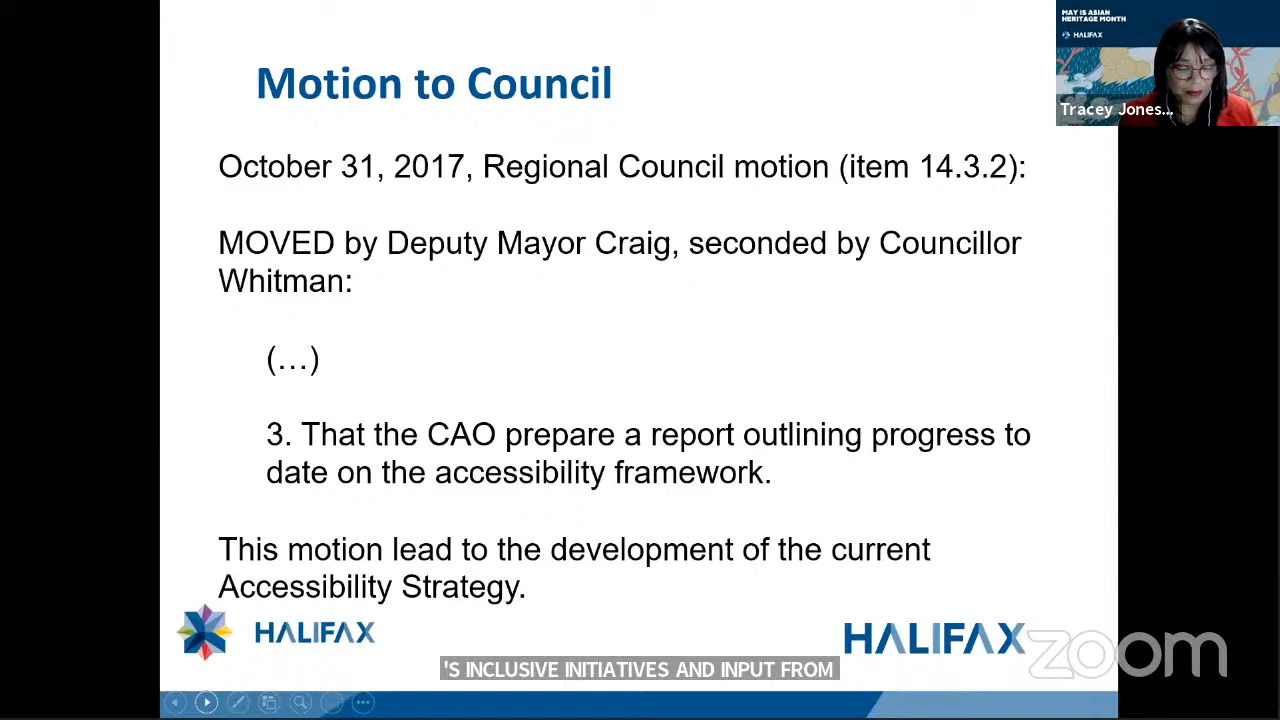 MAY IS ASIAN
HERITAGE MONTH
HALIFAX
Tracey Jones...
Motion to Council
October 31, 2017, Regional Council motion (item 14.3.2):
MOVED by Deputy Mayor Craig, seconded by Councillor
Whitman:
(…)
3. That the CAO prepare a report outlining progress to
date on the accessibility framework.
This motion lead to the development of the current
Accessibility Strategy.
HALIFAX
HALIFAX
zoom
'S INCLUSIVE INITIATIVES AND INPUT FROM